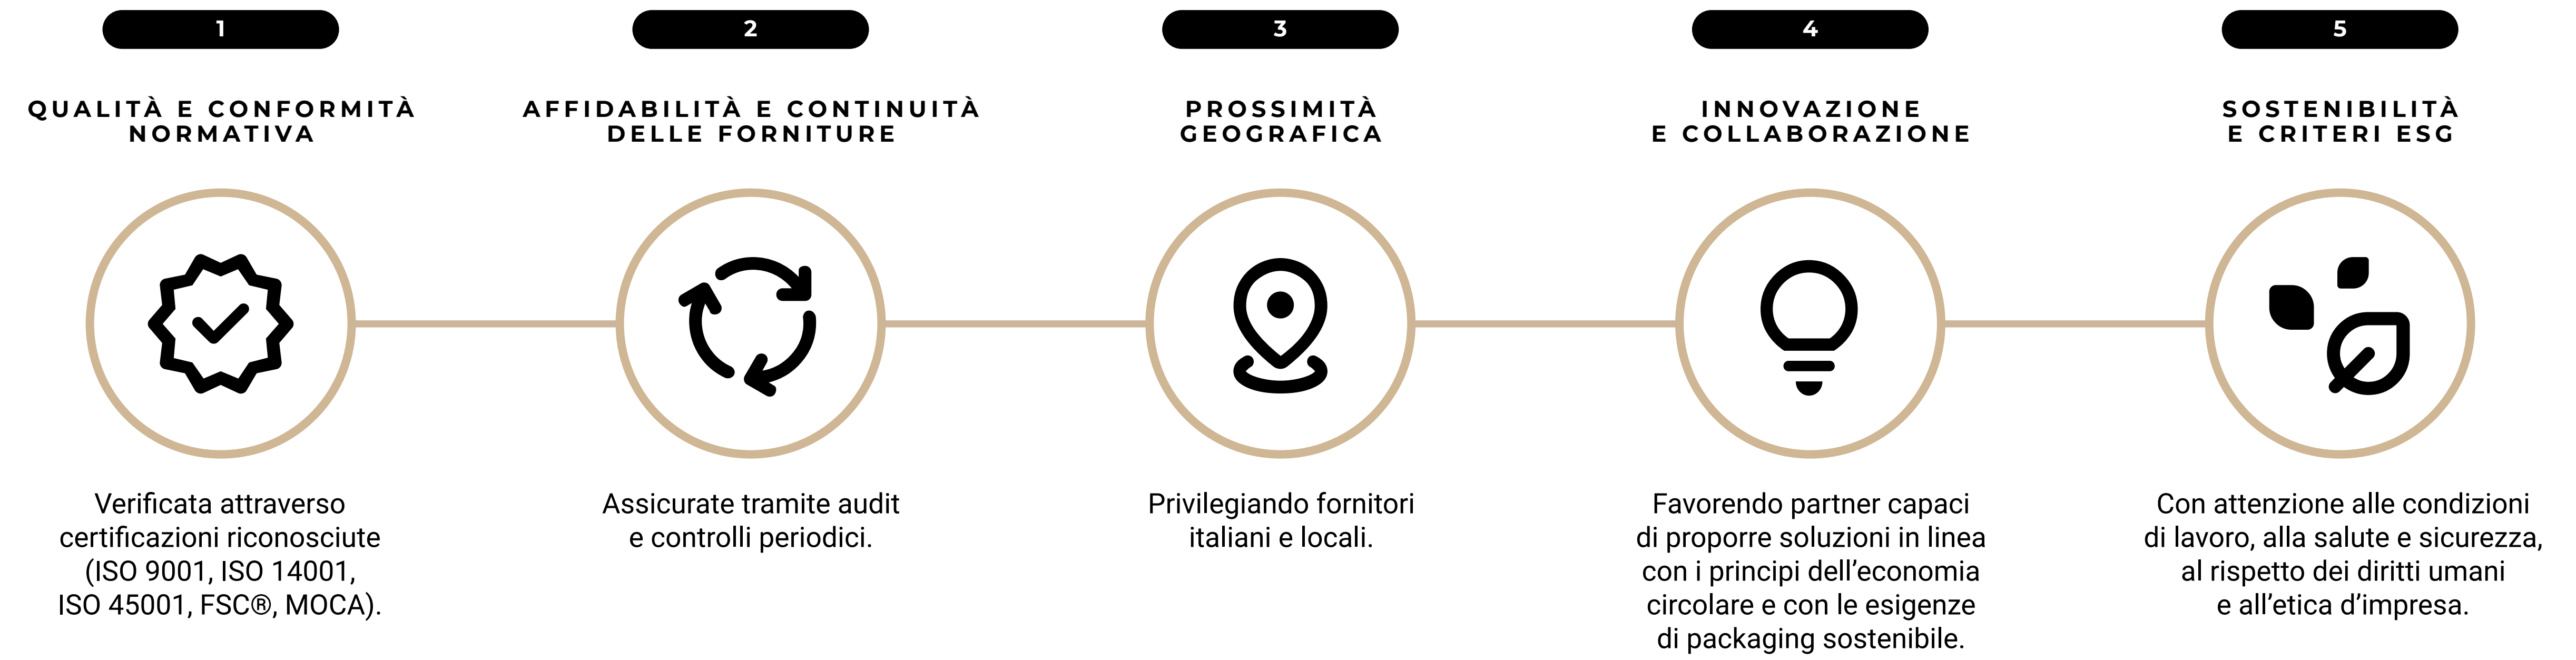 1
QUALITÀ E CONFORMITÀ
NORMATIVA
Verificata attraverso
certificazioni riconosciute
(ISO 9001, ISO 14001,
ISO 45001, FSC®, MOCA).
2
AFFIDABILITÀ E CONTINUITÀ
DELLE FORNITURE
Assicurate tramite audit
e controlli periodici.
3
PROSSIMITÀ
GEOGRAFICA
Privilegiando fornitori
italiani e locali.
4
INNOVAZIONE
E COLLABORAZIONE
Favorendo partner capaci
di proporre soluzioni in linea
con i principi dell’economia
circolare e con le esigenze
di packaging sostenibile.
5
SOSTENIBILITÀ
E CRITERI ESG
Con attenzione alle condizioni
di lavoro, alla salute e sicurezza,
al rispetto dei diritti umani
e all’etica d’impresa.